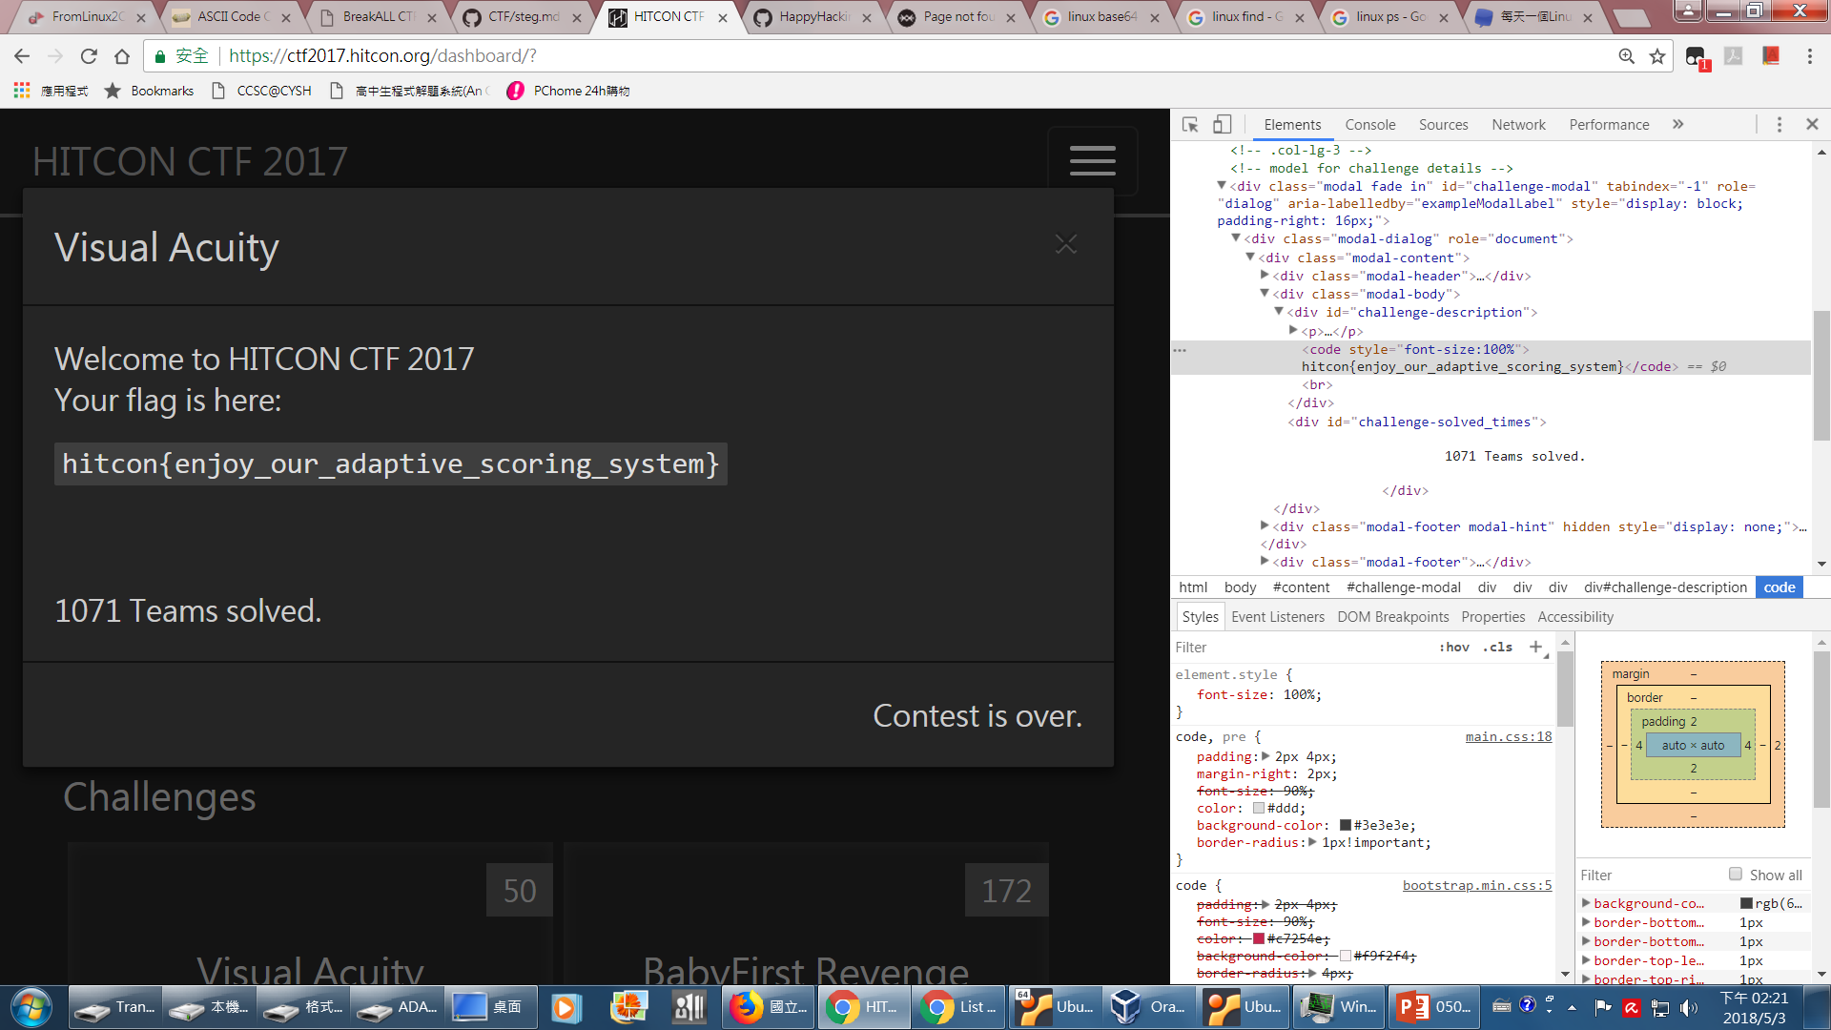 FromLinux2C
ASCII Code C
BreakALL CTF
CTF/steg.md
HITCON CTF
HappyHacki
Page not fou
linux base64
linux find - G
linux ps - Go
每天一個Linu
安全 https://ctf2017.hitcon.org/dashboard/?
1
應用程式
Bookmarks
CCSC@CYSH
高中生程式解題系統(An C
PChome 24h購物
HITCON CTF 2017
Visual Acuity
×
Welcome to HITCON CTF 2017
Your flag is here:
hitcon{enjoy_our_adaptive_scoring_system}
1071 Teams solved.
Contest is over.
Challenges
50
172
Visual Acuity
BabyFirst Revenge
Elements Console Sources Network Performance »
<!-- .col-lg-3 -->
<!-- model for challenge details -->
<div class="modal fade in" id="challenge-modal" tabindex="-1" role=
"dialog" aria-labelledby="exampleModalLabel" style="display: block;
padding-right: 16px;">
<div class="modal-dialog" role="document">
<div class="modal-content">
<div class="modal-header">…</div>
<div class="modal-body">
<div id="challenge-description">
<p>…</p>
<code style="font-size:100%">
hitcon{enjoy_our_adaptive_scoring_system}</code> == $0
<br>
</div>
<div id="challenge-solved_times">
1071 Teams solved.
</div>
</div>
<div class="modal-footer modal-hint" hidden style="display: none;">…
</div>
<div class="modal-footer">…</div>
html body #content #challenge-modal div div div div#challenge-description code
Styles Event Listeners DOM Breakpoints Properties Accessibility
Filter :hov .cls +
element.style {
font-size: 100%;
}
code, pre { main.css:18
padding: 2px 4px;
margin-right: 2px;
font-size: 90%;
color: #ddd;
background-color: #3e3e3e;
border-radius: 1px!important;
}
code { bootstrap.min.css:5
padding: 2px 4px;
font-size: 90%;
color: #c7254e;
background-color: #f9f2f4;
border-radius: 4px;
margin –
border –
padding 2
– – 4 auto × auto 4 – 2
2
–
–
Filter Show all
background-co… rgb(6…
border-bottom… 1px
border-bottom… 1px
border-top-le… 1px
border-top-ri… 1px
Tran...
本機...
格式...
ADA...
桌面
國立...
HIT...
List ...
64
Ubu...
Ora...
Ubu...
Win...
050...
下午 02:21
2018/5/3